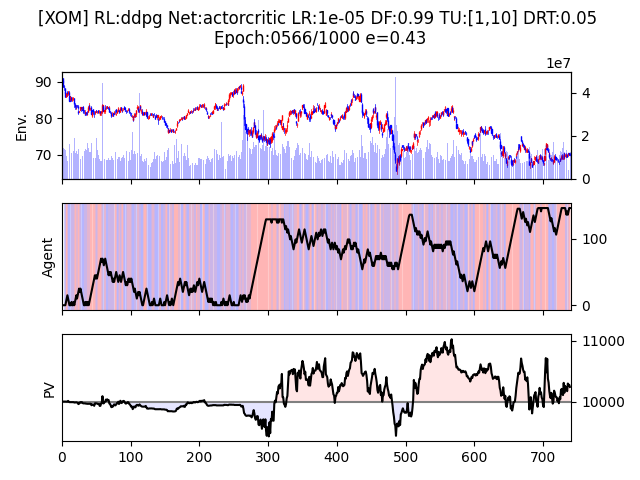 [XOM] RL:ddpg Net:actorcritic LR:1e-05 DF:0.99 TU:[1,10] DRT:0.05
Epoch:0566/1000 e=0.43
1e7
90
80
70
Env.
4
2
0
Agent
100
0
PV
11000
10000
0 100 200 300 400 500 600 700